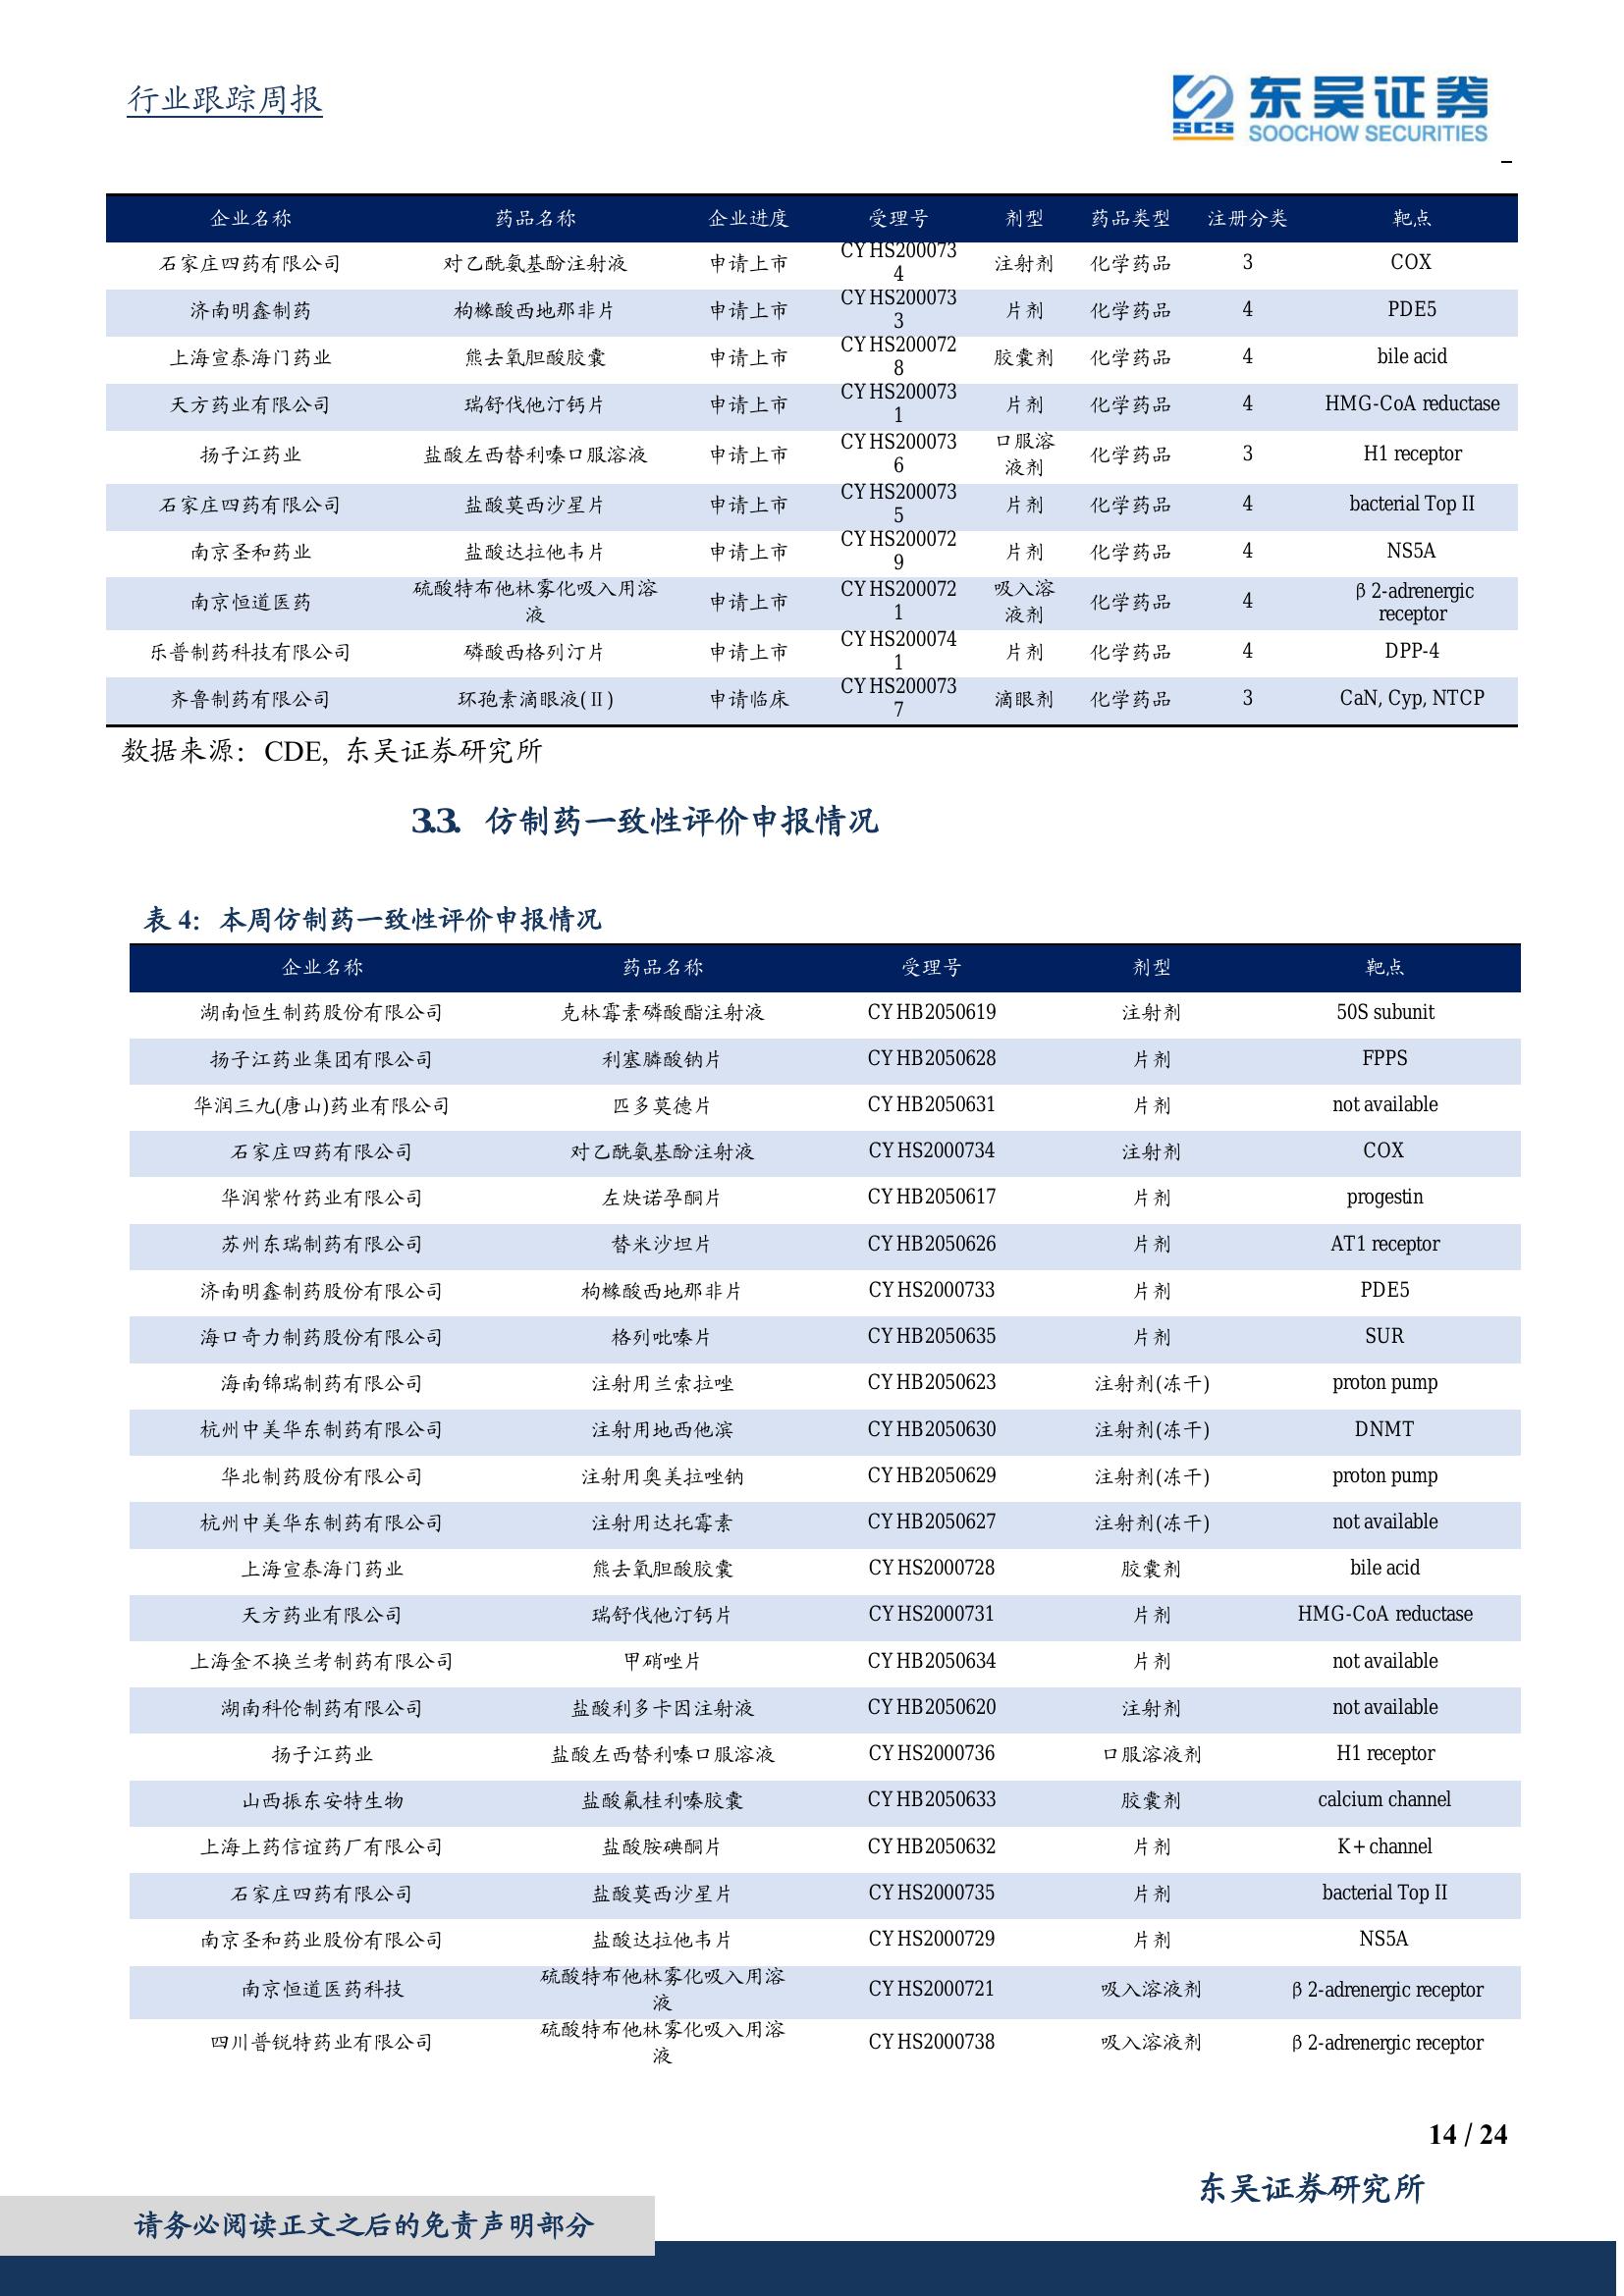 行业跟踪周报
SCS
东吴证券
SOOCHOW SECURITIES
企业名称 药品名称 企业进度 受理号 剂型 药品类型 注册分类 靶点
石家庄四药有限公司 对乙酰氨基酚注射液 申请上市 CYHS2000734 注射剂 化学药品 3 COX
济南明鑫制药 枸橼酸西地那非片 申请上市 CYHS2000733 片剂 化学药品 4 PDE5
上海宣泰海门药业 熊去氧胆酸胶囊 申请上市 CYHS2000728 胶囊剂 化学药品 4 bile acid
天方药业有限公司 瑞舒伐他汀钙片 申请上市 CYHS2000731 片剂 化学药品 4 HMG-CoA reductase
扬子江药业 盐酸左西替利嗪口服溶液 申请上市 CYHS2000736 口服溶液剂 化学药品 3 H1 receptor
石家庄四药有限公司 盐酸莫西沙星片 申请上市 CYHS2000735 片剂 化学药品 4 bacterial Top II
南京圣和药业 盐酸达拉他韦片 申请上市 CYHS2000729 片剂 化学药品 4 NS5A
南京恒道医药 硫酸特布他林雾化吸入用溶液 申请上市 CYHS2000721 吸入溶液剂 化学药品 4 β2-adrenergic receptor
乐普制药科技有限公司 磷酸西格列汀片 申请上市 CYHS2000741 片剂 化学药品 4 DPP-4
齐鲁制药有限公司 环孢素滴眼液(Ⅱ) 申请临床 CYHS2000737 滴眼剂 化学药品 3 CaN, Cyp, NTCP
数据来源：CDE, 东吴证券研究所
3.3. 仿制药一致性评价申报情况
表 4：本周仿制药一致性评价申报情况
企业名称 药品名称 受理号 剂型 靶点
湖南恒生制药股份有限公司 克林霉素磷酸酯注射液 CYHB2050619 注射剂 50S subunit
扬子江药业集团有限公司 利塞膦酸钠片 CYHB2050628 片剂 FPPS
华润三九(唐山)药业有限公司 匹多莫德片 CYHB2050631 片剂 not available
石家庄四药有限公司 对乙酰氨基酚注射液 CYHS2000734 注射剂 COX
华润紫竹药业有限公司 左炔诺孕酮片 CYHB2050617 片剂 progestin
苏州东瑞制药有限公司 替米沙坦片 CYHB2050626 片剂 AT1 receptor
济南明鑫制药股份有限公司 枸橼酸西地那非片 CYHS2000733 片剂 PDE5
海口奇力制药股份有限公司 格列吡嗪片 CYHB2050635 片剂 SUR
海南锦瑞制药有限公司 注射用兰索拉唑 CYHB2050623 注射剂(冻干) proton pump
杭州中美华东制药有限公司 注射用地西他滨 CYHB2050630 注射剂(冻干) DNMT
华北制药股份有限公司 注射用奥美拉唑钠 CYHB2050629 注射剂(冻干) proton pump
杭州中美华东制药有限公司 注射用达托霉素 CYHB2050627 注射剂(冻干) not available
上海宣泰海门药业 熊去氧胆酸胶囊 CYHS2000728 胶囊剂 bile acid
天方药业有限公司 瑞舒伐他汀钙片 CYHS2000731 片剂 HMG-CoA reductase
上海金不换兰考制药有限公司 甲硝唑片 CYHB2050634 片剂 not available
湖南科伦制药有限公司 盐酸利多卡因注射液 CYHB2050620 注射剂 not available
扬子江药业 盐酸左西替利嗪口服溶液 CYHS2000736 口服溶液剂 H1 receptor
山西振东安特生物 盐酸氟桂利嗪胶囊 CYHB2050633 胶囊剂 calcium channel
上海上药信谊药厂有限公司 盐酸胺碘酮片 CYHB2050632 片剂 K+ channel
石家庄四药有限公司 盐酸莫西沙星片 CYHS2000735 片剂 bacterial Top II
南京圣和药业股份有限公司 盐酸达拉他韦片 CYHS2000729 片剂 NS5A
南京恒道医药科技 硫酸特布他林雾化吸入用溶液 CYHS2000721 吸入溶液剂 β2-adrenergic receptor
四川普锐特药业有限公司 硫酸特布他林雾化吸入用溶液 CYHS2000738 吸入溶液剂 β2-adrenergic receptor
14 / 24
东吴证券研究所
请务必阅读正文之后的免责声明部分